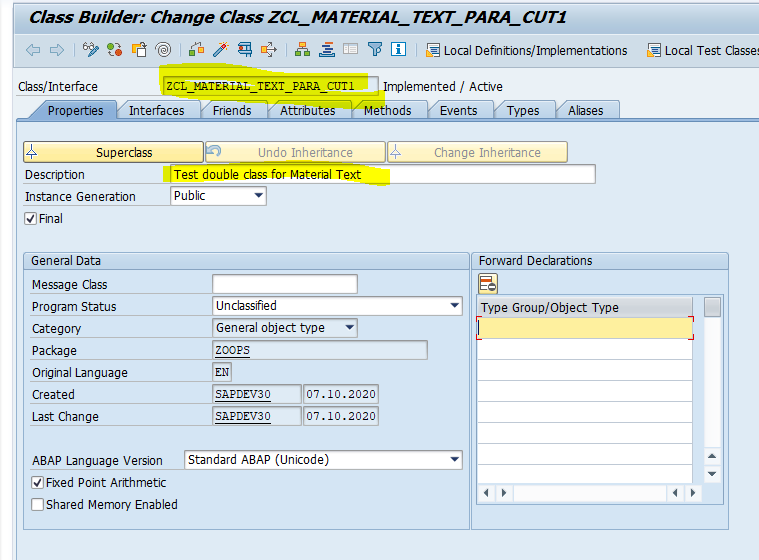 Class Builder: Change Class ZCL_MATERIAL_TEXT_PARA_CUT1
Local Definitions/Implementations Local Test Classes
Class/Interface ZCL_MATERIAL_TEXT_PARA_CUT1 Implemented / Active
Properties Interfaces Friends Attributes Methods Events Types Aliases
Superclass Undo Inheritance Change Inheritance
Description Test double class for Material Text
Instance Generation Public
Final
General Data Forward Declarations
Message Class
Program Status Unclassified Type Group/Object Type
Category General object type
Package ZOOPS
Original Language EN
Created SAPDEV30 07.10.2020
Last Change SAPDEV30 07.10.2020
ABAP Language Version Standard ABAP (Unicode)
Fixed Point Arithmetic
Shared Memory Enabled